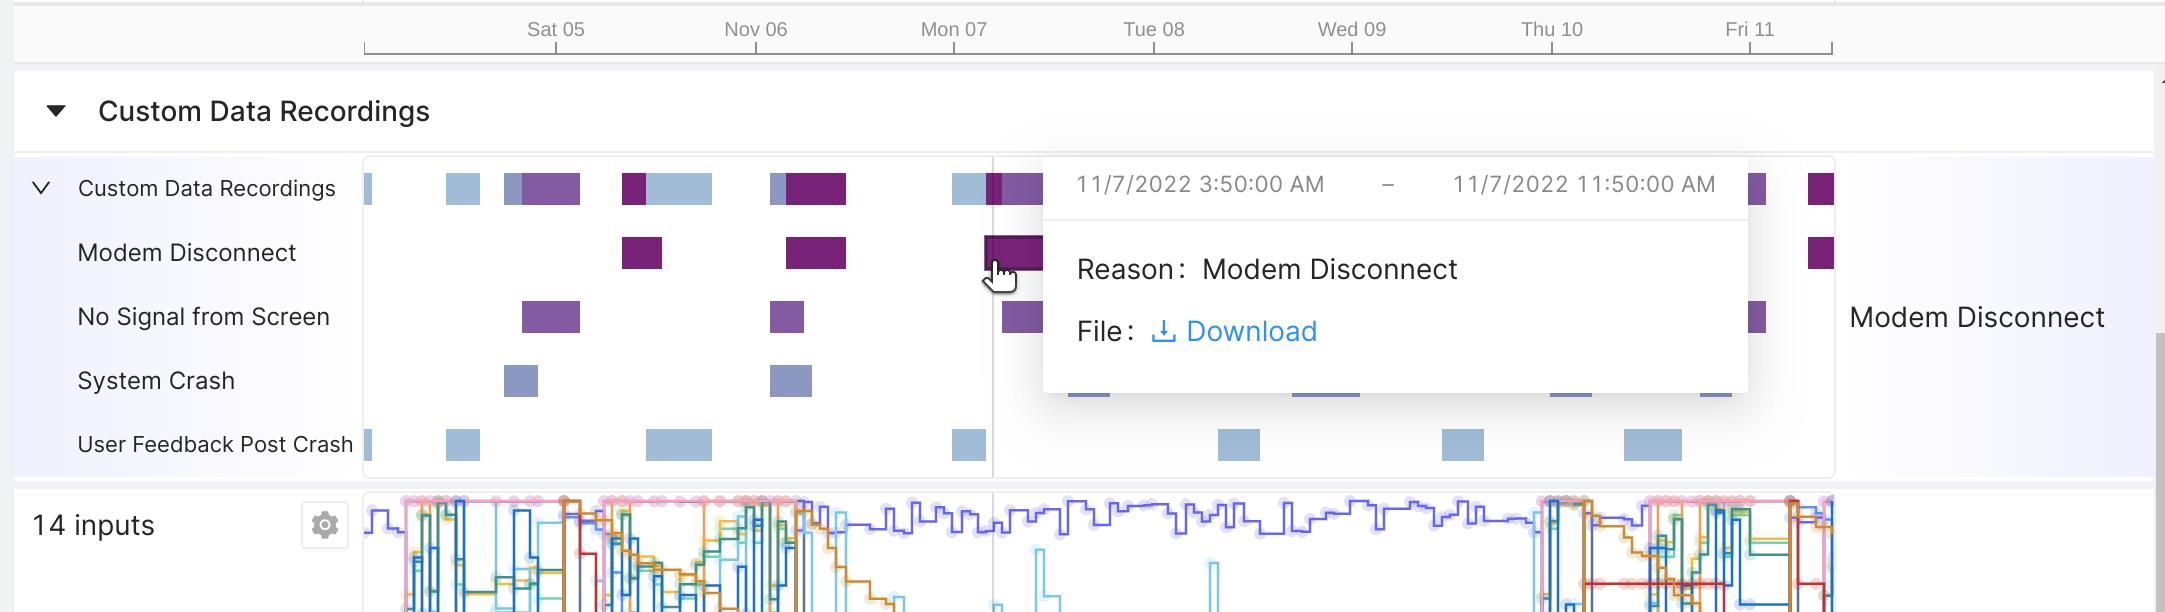 Sat 05 Nov 06 Mon 07 Tue 08 Wed 09 Thu 10 Fri 11
Custom Data Recordings
Custom Data Recordings
11/7/2022 3:50:00 AM – 11/7/2022 11:50:00 AM
Modem Disconnect
Reason: Modem Disconnect
No Signal from Screen
File: Download
Modem Disconnect
System Crash
User Feedback Post Crash
14 inputs